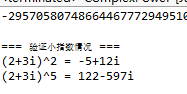 -29570580748664467772949510
=== 验证小指数情况 ===
(2+3i)^2 = -5+12i
(2+3i)^5 = 122-597i